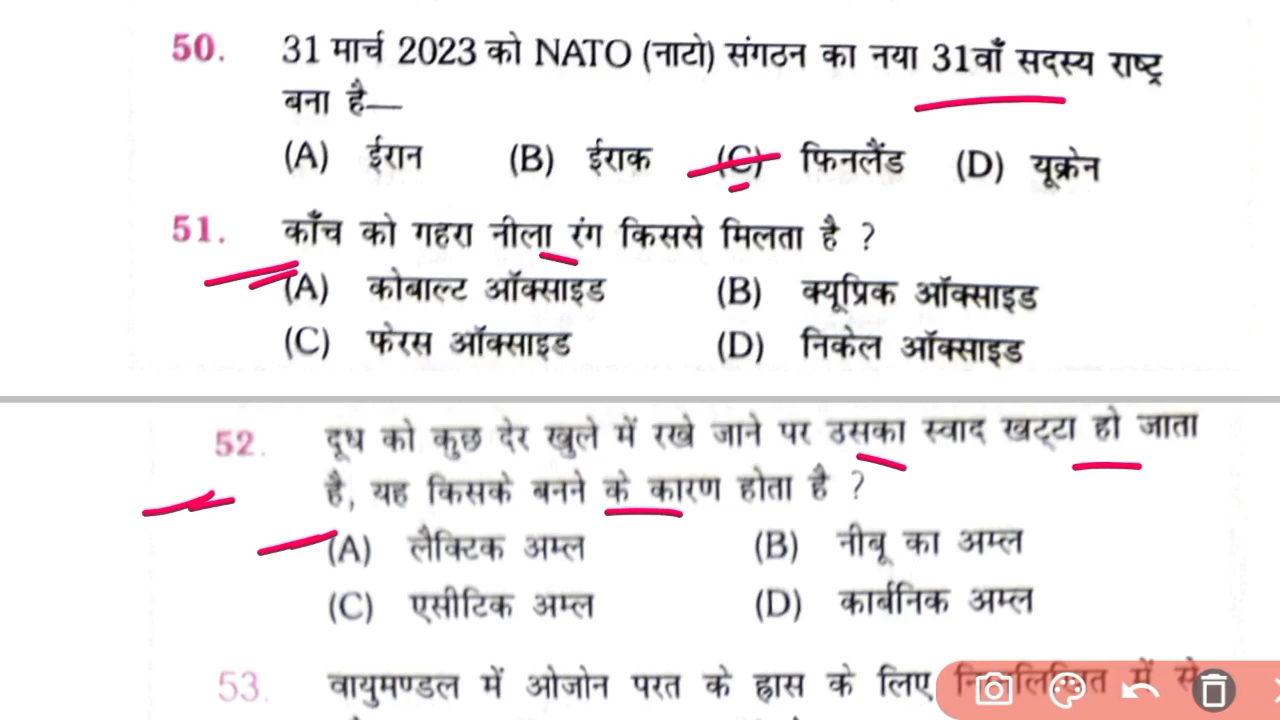 50. 31 मार्च 2023 को NATO (नाटो) संगठन का नया 31वाँ सदस्य राष्ट्र
बना है—
(A) ईरान (B) ईराक (C) फिनलैंड (D) यूक्रेन
51. काँच को गहरा नीला रंग किससे मिलता है ?
(A) कोबाल्ट ऑक्साइड (B) क्यूप्रिक ऑक्साइड
(C) फेरस ऑक्साइड (D) निकेल ऑक्साइड
52. दूध को कुछ देर खुले में रखे जाने पर उसका स्वाद खट्टा हो जाता
है, यह किसके बनने के कारण होता है ?
(A) लैक्टिक अम्ल (B) नीबू का अम्ल
(C) एसीटिक अम्ल (D) कार्बनिक अम्ल
53. वायुमण्डल में ओजोन परत के ह्रास के लिए निम्नलिखित में से